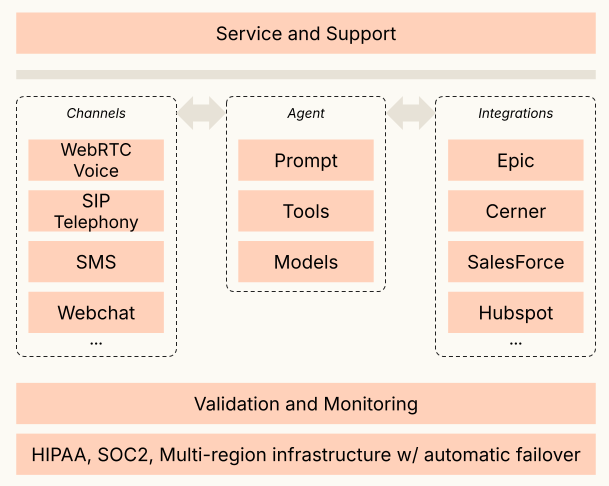 Service and Support
Channels
WebRTC
Voice
SIP
Telephony
SMS
Webchat
...
Agent
Prompt
Tools
Models
Integrations
Epic
Cerner
SalesForce
Hubspot
...
Validation and Monitoring
HIPAA, SOC2, Multi-region infrastructure w/ automatic failover